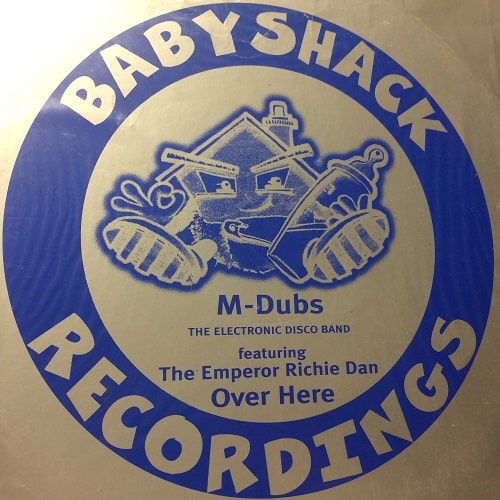 BABYSHACK
M-Dubs
THE ELECTRONIC DISCO BAND
featuring
The Emperor Richie Dan
Over Here
RECORDINGS